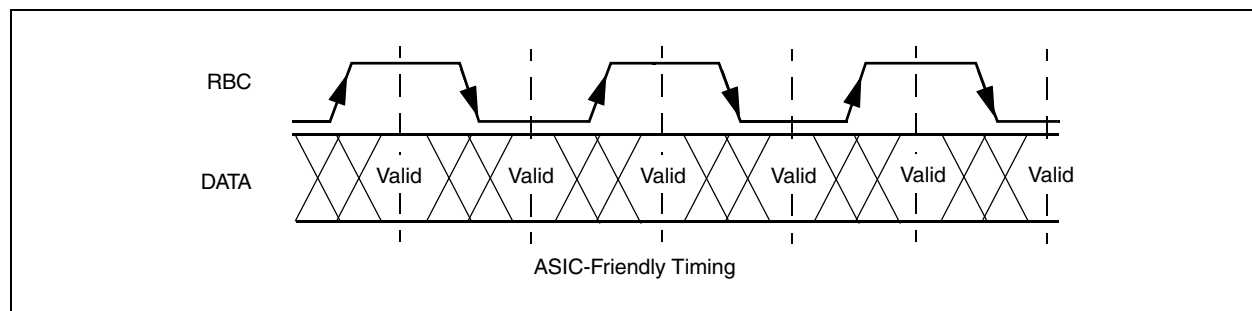 RBC
DATA
Valid Valid Valid Valid Valid Valid
ASIC-Friendly Timing